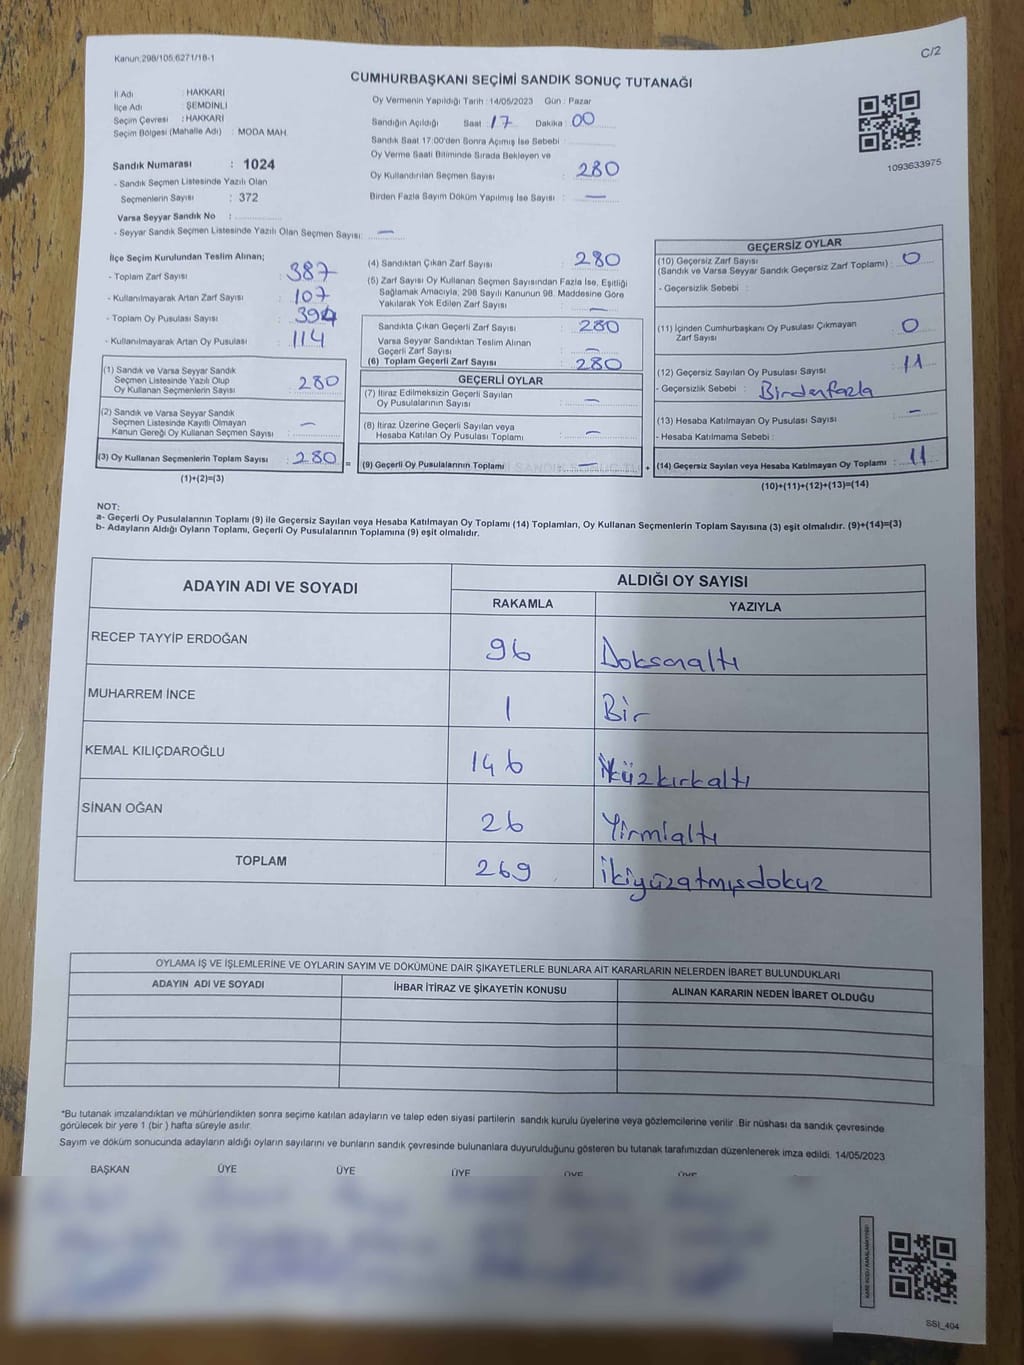 Kanun:298/105;6271/18-1
C/2
CUMHURBAŞKANI SEÇİMİ SANDIK SONUÇ TUTANAĞI
İl Adı : HAKKARİ
İlçe Adı : ŞEMDİNLİ
Seçim Çevresi : HAKKARİ
Seçim Bölgesi (Mahalle Adı) : MODA MAH.
Oy Vermenin Yapıldığı Tarih : 14/05/2023 Gün : Pazar
Sandığın Açıldığı Saat : 17 Dakika : 00
Sandık Saat 17:00'den Sonra Açımış İse Sebebi :
Oy Verme Saati Bitiminde Sırada Bekleyen ve
Oy Kullandırılan Seçmen Sayısı : 280
Birden Fazla Sayım Döküm Yapılmış İse Sayısı : —
1093633975
Sandık Numarası : 1024
- Sandık Seçmen Listesinde Yazılı Olan
Seçmenlerin Sayısı : 372
Varsa Seyyar Sandık No :
- Seyyar Sandık Seçmen Listesinde Yazılı Olan Seçmen Sayısı: —
İlçe Seçim Kurulundan Teslim Alınan;
- Toplam Zarf Sayısı : 387
- Kullanılmayarak Artan Zarf Sayısı : 107
- Toplam Oy Pusulası Sayısı : 394
- Kullanılmayarak Artan Oy Pusulası : 114
(1) Sandık ve Varsa Seyyar Sandık
Seçmen Listesinde Yazılı Olup
Oy Kullanan Seçmenlerin Sayısı : 280
(2) Sandık ve Varsa Seyyar Sandık
Seçmen Listesinde Kayıtlı Olmayan
Kanun Gereği Oy Kullanan Seçmen Sayısı : —
(3) Oy Kullanan Seçmenlerin Toplam Sayısı : 280
(1)+(2)=(3)
(4) Sandıktan Çıkan Zarf Sayısı : 280
(5) Zarf Sayısı Oy Kullanan Seçmen Sayısından Fazla İse, Eşitliği
Sağlamak Amacıyla, 298 Sayılı Kanunun 98. Maddesine Göre
Yakılarak Yok Edilen Zarf Sayısı : —
Sandıkta Çıkan Geçerli Zarf Sayısı : 280
Varsa Seyyar Sandıktan Teslim Alınan
Geçerli Zarf Sayısı : —
(6) Toplam Geçerli Zarf Sayısı : 280
GEÇERLİ OYLAR
(7) İtiraz Edilmeksizin Geçerli Sayılan
Oy Pusulalarının Sayısı : —
(8) İtiraz Üzerine Geçerli Sayılan veya
Hesaba Katılan Oy Pusulası Toplamı : —
= (9) Geçerli Oy Pusulalarının Toplamı : —
GEÇERSİZ OYLAR
(10) Geçersiz Zarf Sayısı
(Sandık ve Varsa Seyyar Sandık Geçersiz Zarf Toplamı) : 0
- Geçersizlik Sebebi :
(11) İçinden Cumhurbaşkanı Oy Pusulası Çıkmayan
Zarf Sayısı : 0
(12) Geçersiz Sayılan Oy Pusulası Sayısı : 11
- Geçersizlik Sebebi : Birdenfazla
(13) Hesaba Katılmayan Oy Pusulası Sayısı : —
- Hesaba Katılmama Sebebi :
+ (14) Geçersiz Sayılan veya Hesaba Katılmayan Oy Toplamı : 11
(10)+(11)+(12)+(13)=(14)
NOT:
a- Geçerli Oy Pusulalarının Toplamı (9) ile Geçersiz Sayılan veya Hesaba Katılmayan Oy Toplamı (14) Toplamları, Oy Kullanan Seçmenlerin Toplam Sayısına (3) eşit olmalıdır. (9)+(14)=(3)
b- Adayların Aldığı Oyların Toplamı, Geçerli Oy Pusulalarının Toplamına (9) eşit olmalıdır.
ADAYIN ADI VE SOYADI ALDIĞI OY SAYISI
RAKAMLA YAZIYLA
RECEP TAYYİP ERDOĞAN 96 Doksanaltı
MUHARREM İNCE 1 Bir
KEMAL KILIÇDAROĞLU 146
SİNAN OĞAN 26 Yirmialtı
TOPLAM 269 ikiyüzatmışdokuz
OYLAMA İŞ VE İŞLEMLERİNE VE OYLARIN SAYIM VE DÖKÜMÜNE DAİR ŞİKAYETLERLE BUNLARA AİT KARARLARIN NELERDEN İBARET BULUNDUKLARI
ADAYIN ADI VE SOYADI İHBAR İTİRAZ VE ŞİKAYETİN KONUSU ALINAN KARARIN NEDEN İBARET OLDUĞU
*Bu tutanak imzalandıktan ve mühürlendikten sonra seçime katılan adayların ve talep eden siyasi partilerin sandık kurulu üyelerine veya gözlemcilerine verilir .Bir nüshası da sandık çevresinde
görülecek bir yere 1 (bir ) hafta süreyle asılır.
Sayım ve döküm sonucunda adayların aldığı oyların sayılarını ve bunların sandık çevresinde bulunanlara duyurulduğunu gösteren bu tutanak tarafımızdan düzenlenerek imza edildi. 14/05/2023
BAŞKAN ÜYE ÜYE ÜYE ÜYE ÜYE
SSI_404